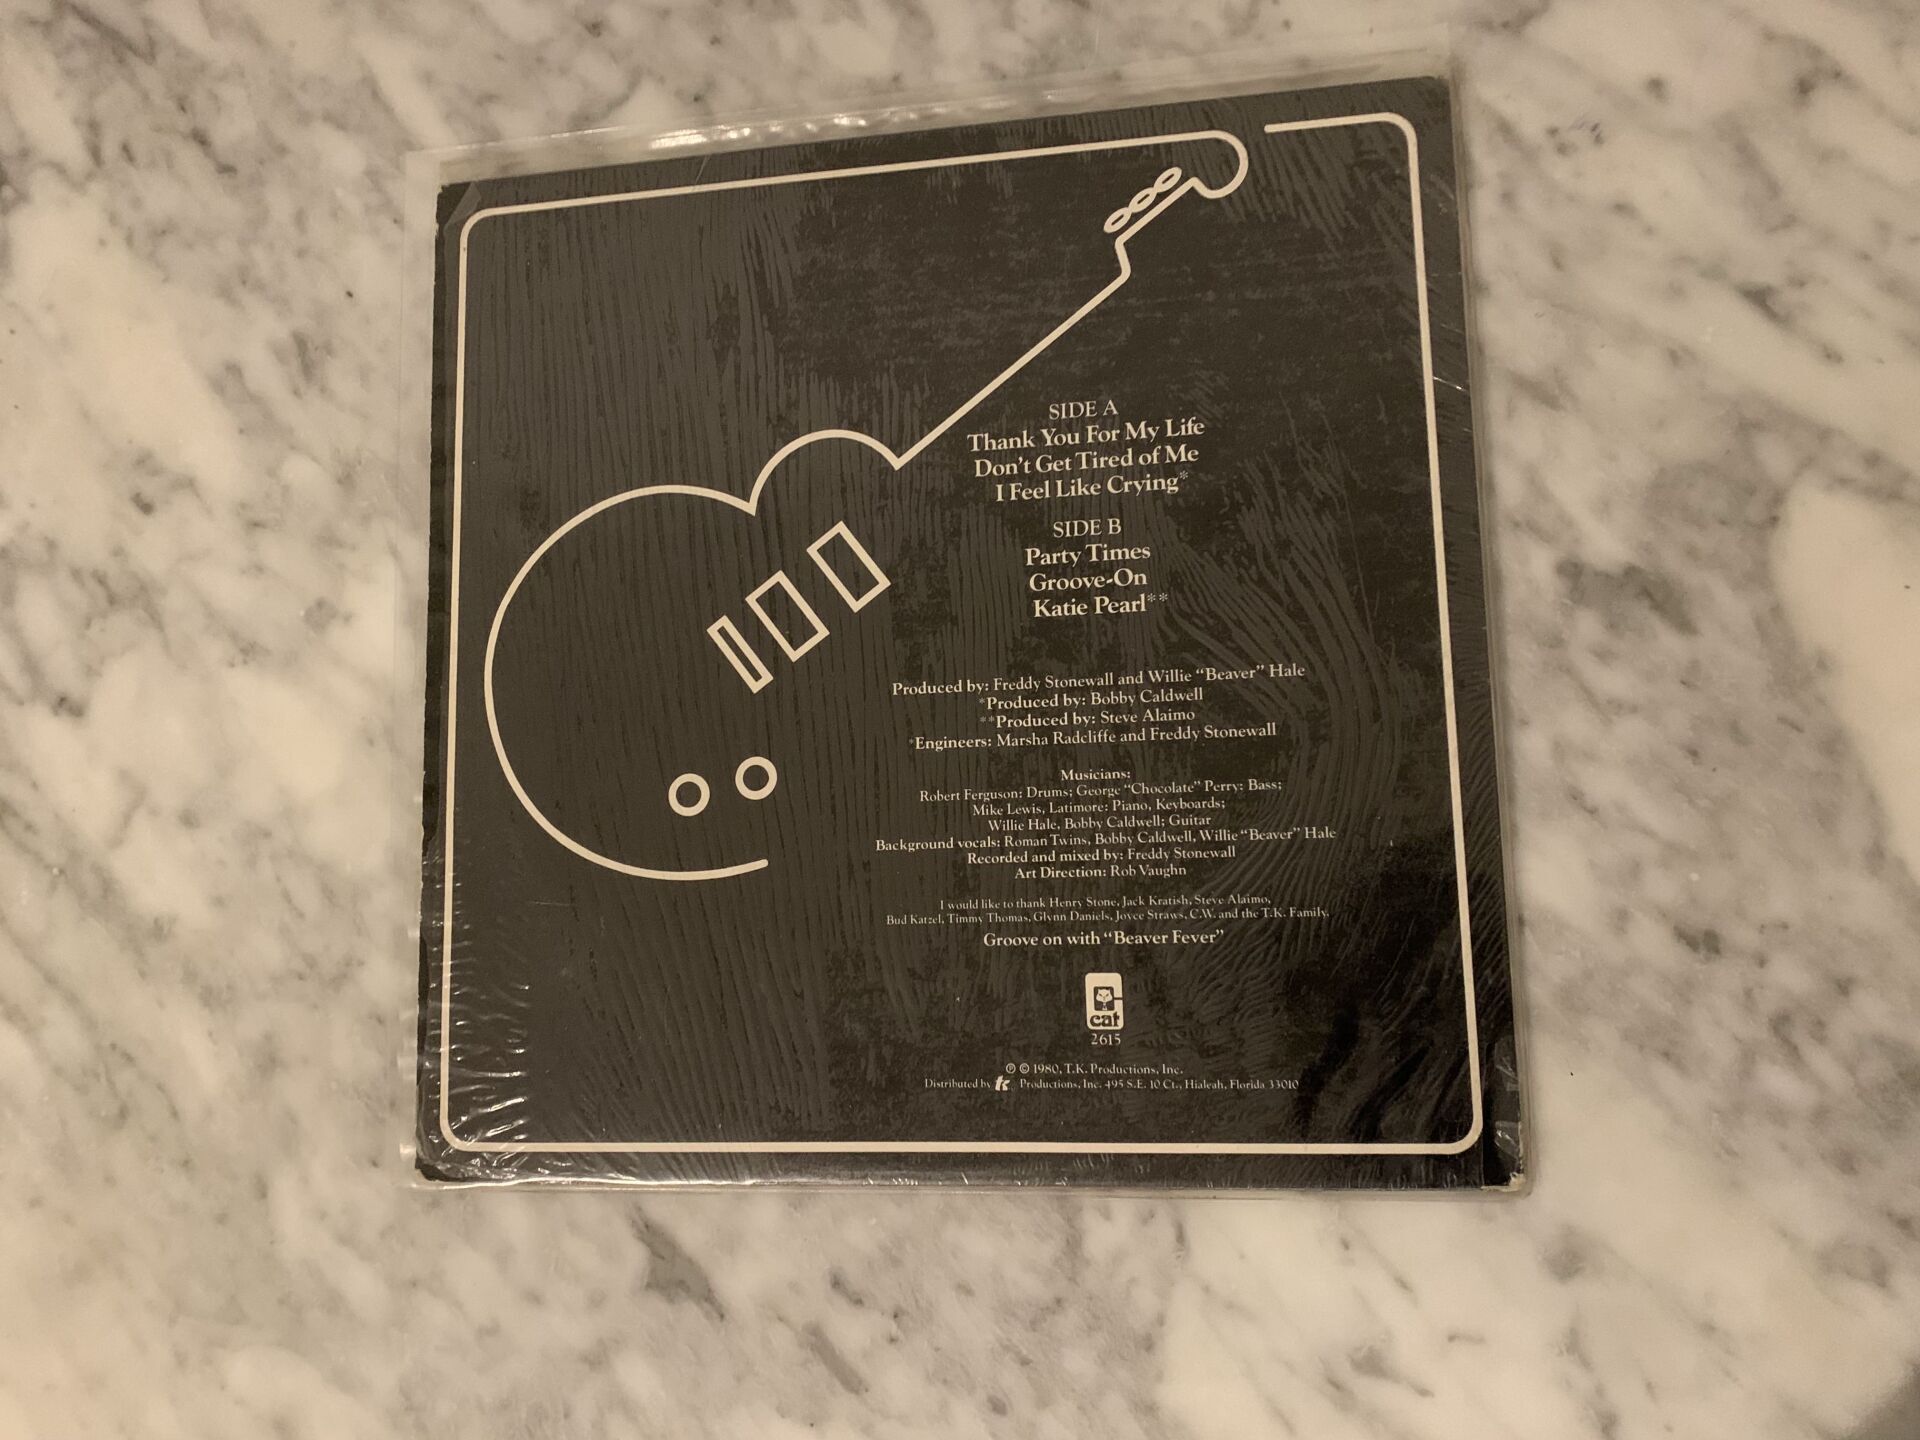 SIDE A
Thank You For My Life
Don't Get Tired of Me
I Feel Like Crying*
SIDE B
Party Times
Groove-On
Katie Pearl**
Produced by: Freddy Stonewall and Willie “Beaver” Hale
*Produced by: Bobby Caldwell
**Produced by: Steve Alaimo
*Engineers: Marsha Radcliffe and Freddy Stonewall
Musicians:
Robert Ferguson: Drums; George “Chocolate” Perry: Bass;
Mike Lewis, Latimore: Piano, Keyboards;
Willie Hale, Bobby Caldwell; Guitar
Background vocals: Roman Twins, Bobby Caldwell, Willie “Beaver” Hale
Recorded and mixed by: Freddy Stonewall
Art Direction: Rob Vaughn
I would like to thank Henry Stone, Jack Kratish, Steve Alaimo,
Bud Katzel, Timmy Thomas, Glynn Daniels, Joyce Straws, C.W. and the T.K. Family.
Groove on with “Beaver Fever”
cat
2615
℗ © 1980, T.K. Productions, Inc.
Distributed by tk Productions, Inc. 495 S.E. 10 Ct., Hialeah, Florida 33010